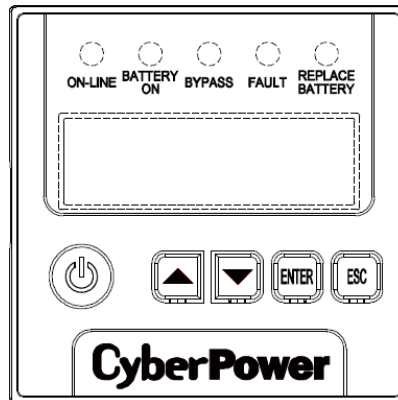 ON-LINE BATTERY ON BYPASS FAULT REPLACE BATTERY
ENTER ESC
CyberPower